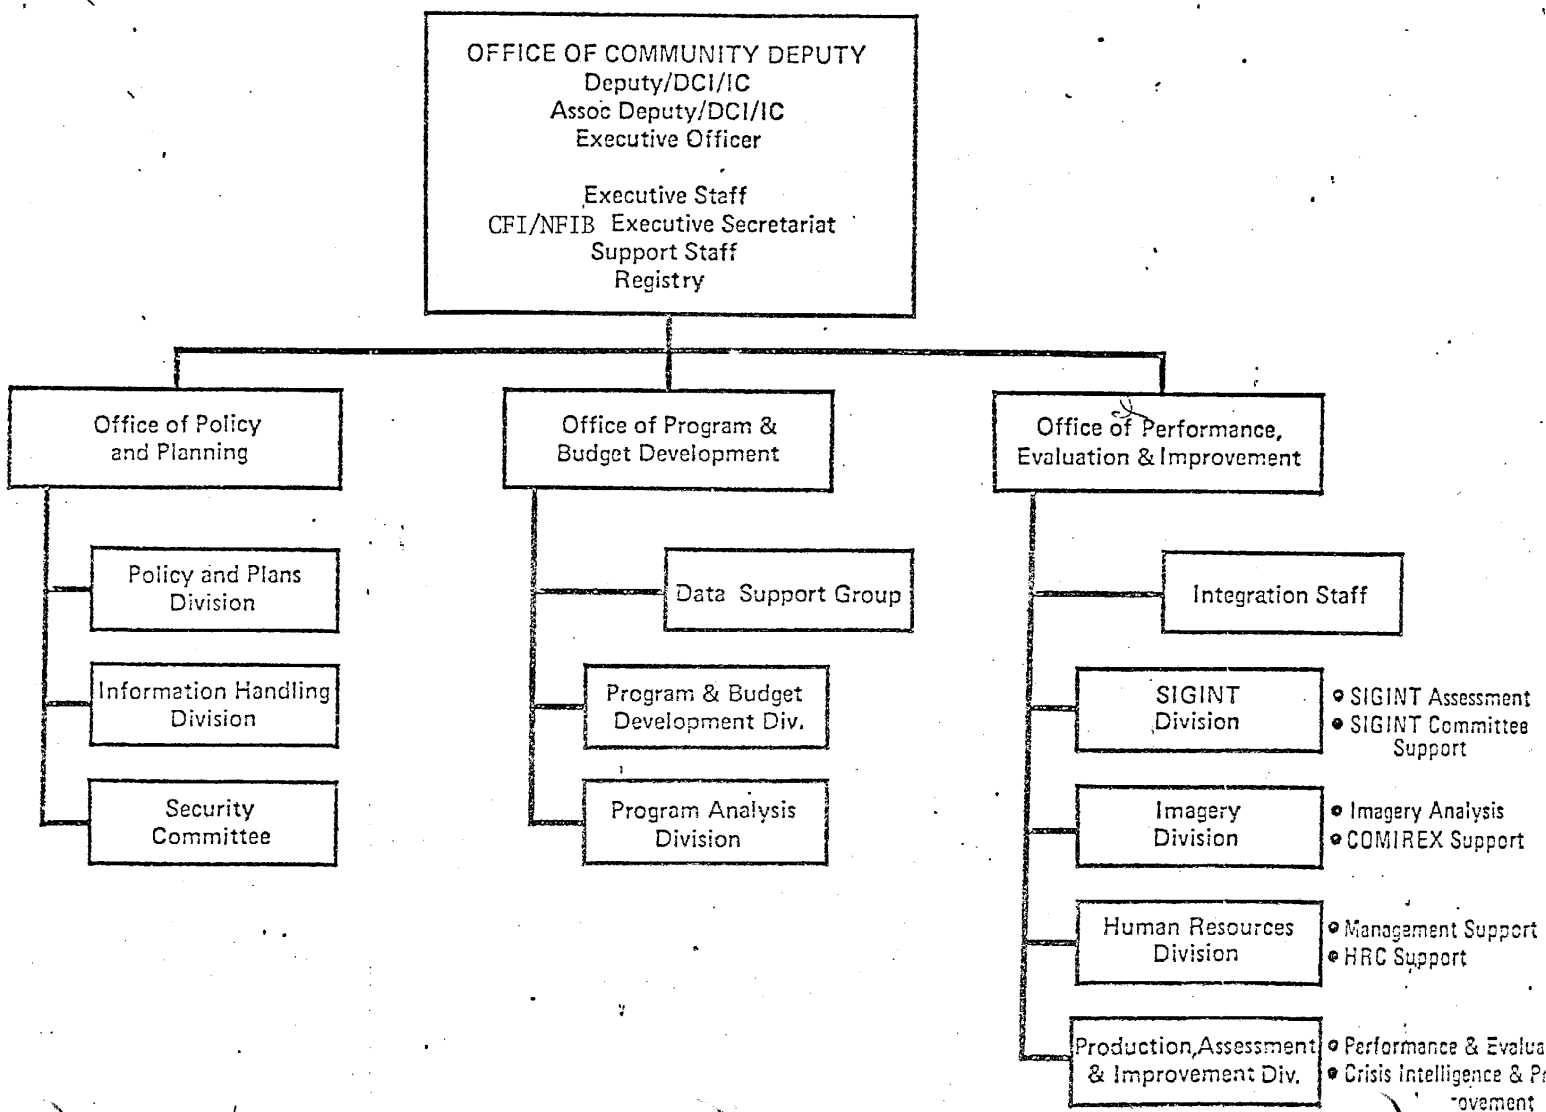 OFFICE OF COMMUNITY DEPUTY
Deputy/DCI/IC
Assoc Deputy/DCI/IC
Executive Officer
Executive Staff
CFI/NFIB Executive Secretariat
Support Staff
Registry
Office of Policy
and Planning
Policy and Plans
Division
Information Handling
Division
Security
Committee
Office of Program &
Budget Development
Data Support Group
Program & Budget
Development Div.
Program Analysis
Division
Office of Performance,
Evaluation & Improvement
Integration Staff
SIGINT
Division
• SIGINT Assessment
• SIGINT Committee
Support
Imagery
Division
• Imagery Analysis
• COMIREX Support
Human Resources
Division
• Management Support
• HRC Support
Production, Assessment
& Improvement Div.
• Performance & Evalua
• Crisis Intelligence &
ovement